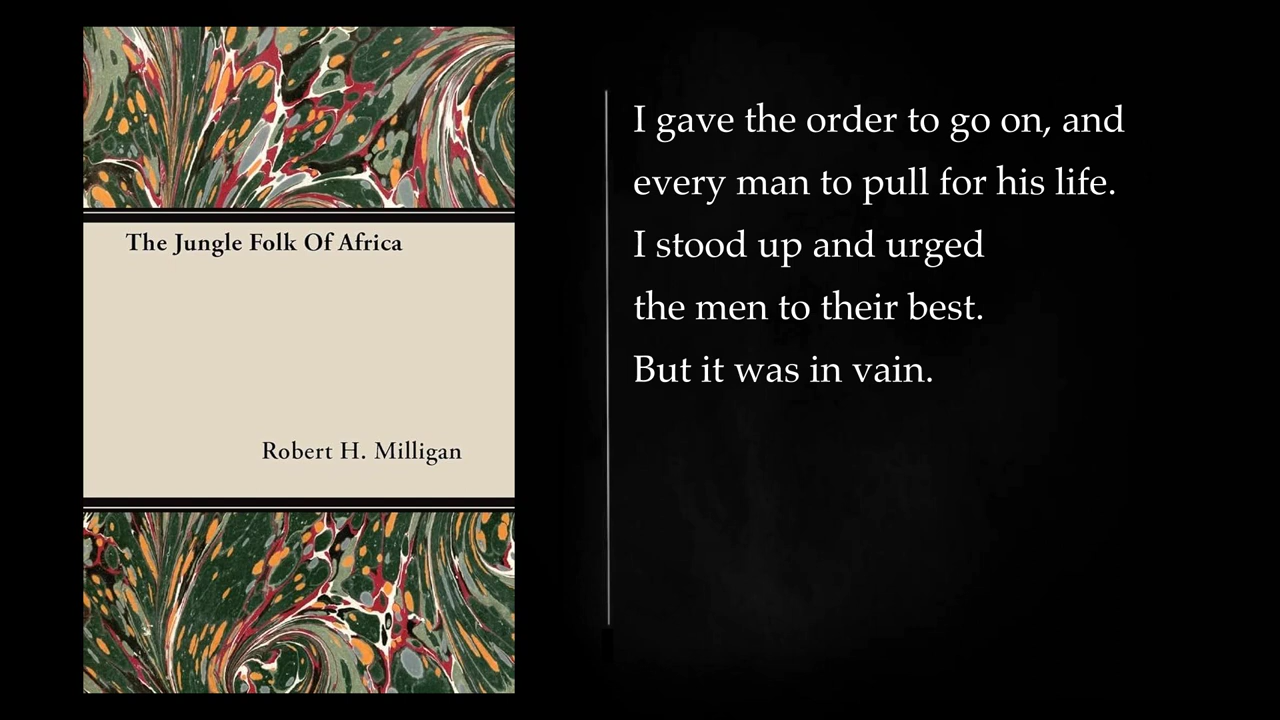 The Jungle Folk Of Africa
Robert H. Milligan
I gave the order to go on, and
every man to pull for his life.
I stood up and urged
the men to their best.
But it was in vain.